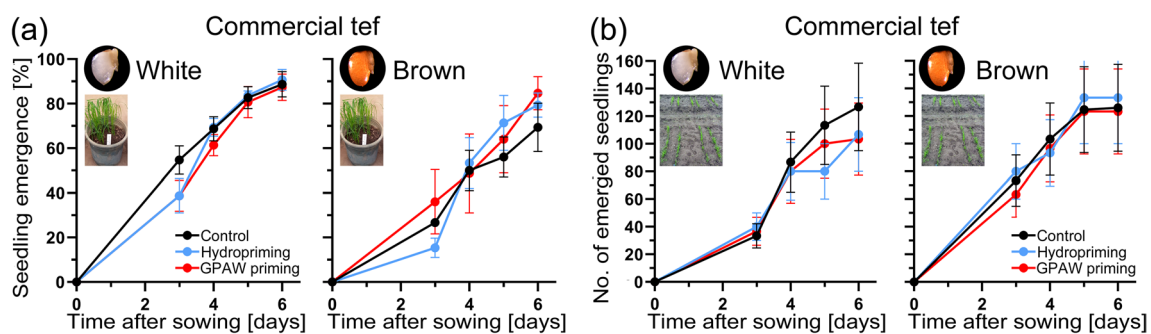 (a)
Commercial tef
White
Brown
Seedling emergence [%]
100
80
60
40
20
0
Control
Hydropriming
GPAW priming
0 2 4 6
Time after sowing [days]
0 2 4 6
Time after sowing [days]
(b)
Commercial tef
White
Brown
No. of emerged seedlings
160
140
120
100
80
60
40
20
0
0 2 4 6
Time after sowing [days]
Control
Hydropriming
GPAW priming
0 2 4 6
Time after sowing [days]